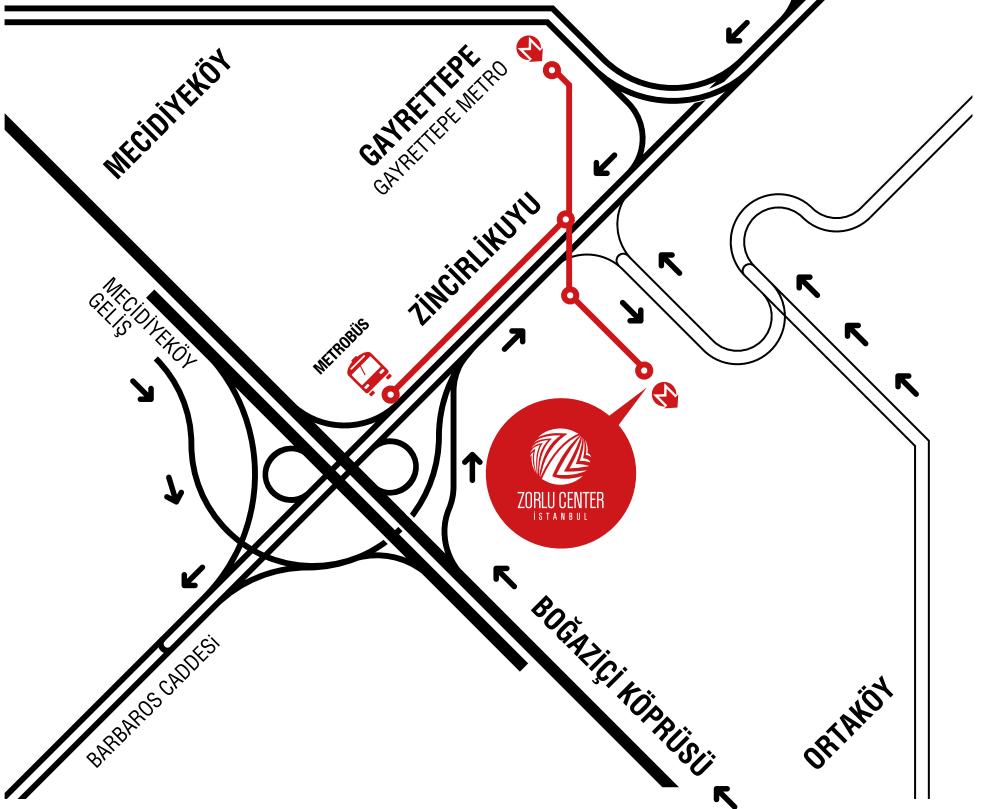 MECİDİYEKÖY
GAYRETTEPE
GAYRETTEPE METRO
M
ZİNCİRLİKUYU
MECİDİYEKÖY
GELİŞ
METROBÜS
M
ZORLU CENTER
İSTANBUL
BOĞAZİÇİ KÖPRÜSÜ
BARBAROS CADDESİ
ORTAKÖY